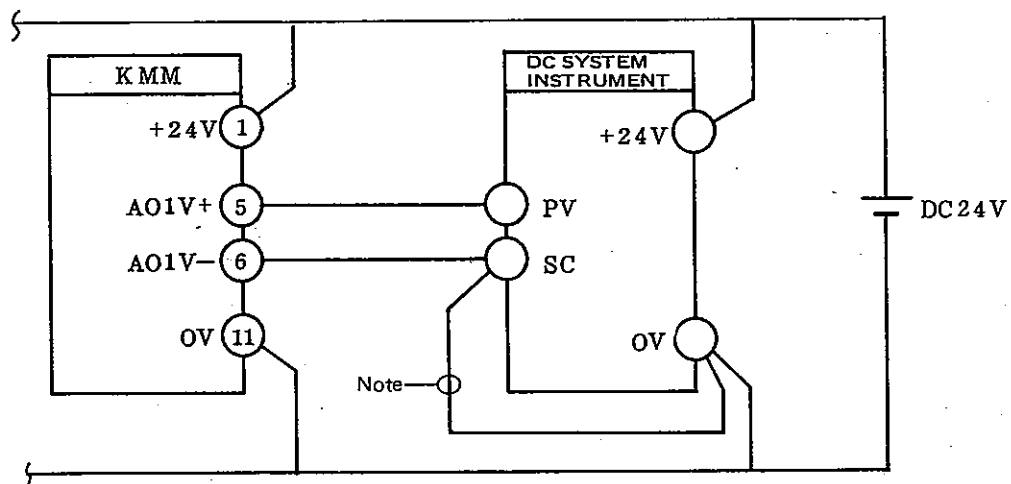 KMM
+24V 1
AO1V+ 5
AO1V− 6
OV 11
DC SYSTEM
INSTRUMENT
+24V
PV
SC
OV
Note
DC24V